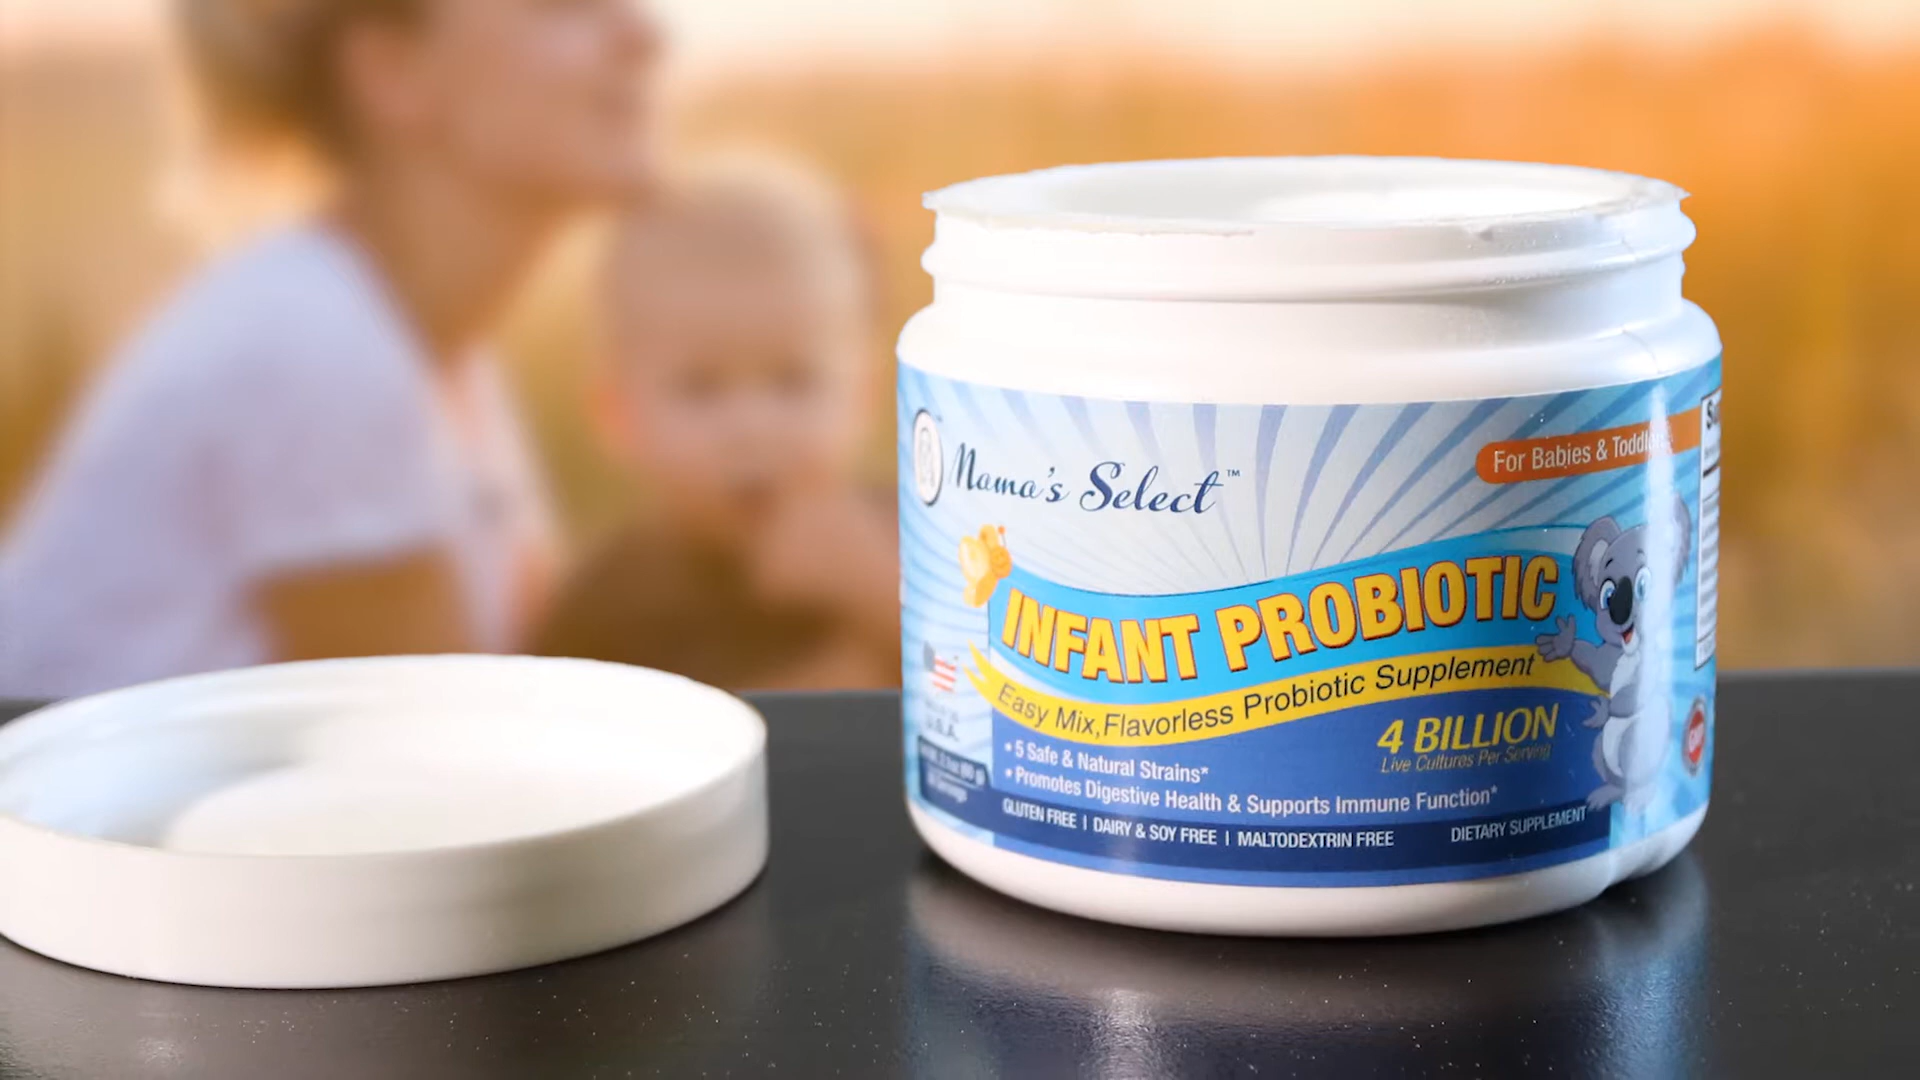 Mama's Select™
For Babies & Toddl
INFANT PROBIOTIC
Easy Mix, Flavorless Probiotic Supplement
4 BILLION
Live Cultures Per Serving
• 5 Safe & Natural Strains*
• Promotes Digestive Health & Supports Immune Function*
GLUTEN FREE | DAIRY & SOY FREE | MALTODEXTRIN FREE
DIETARY SUPPLEMENT
U.S.A.